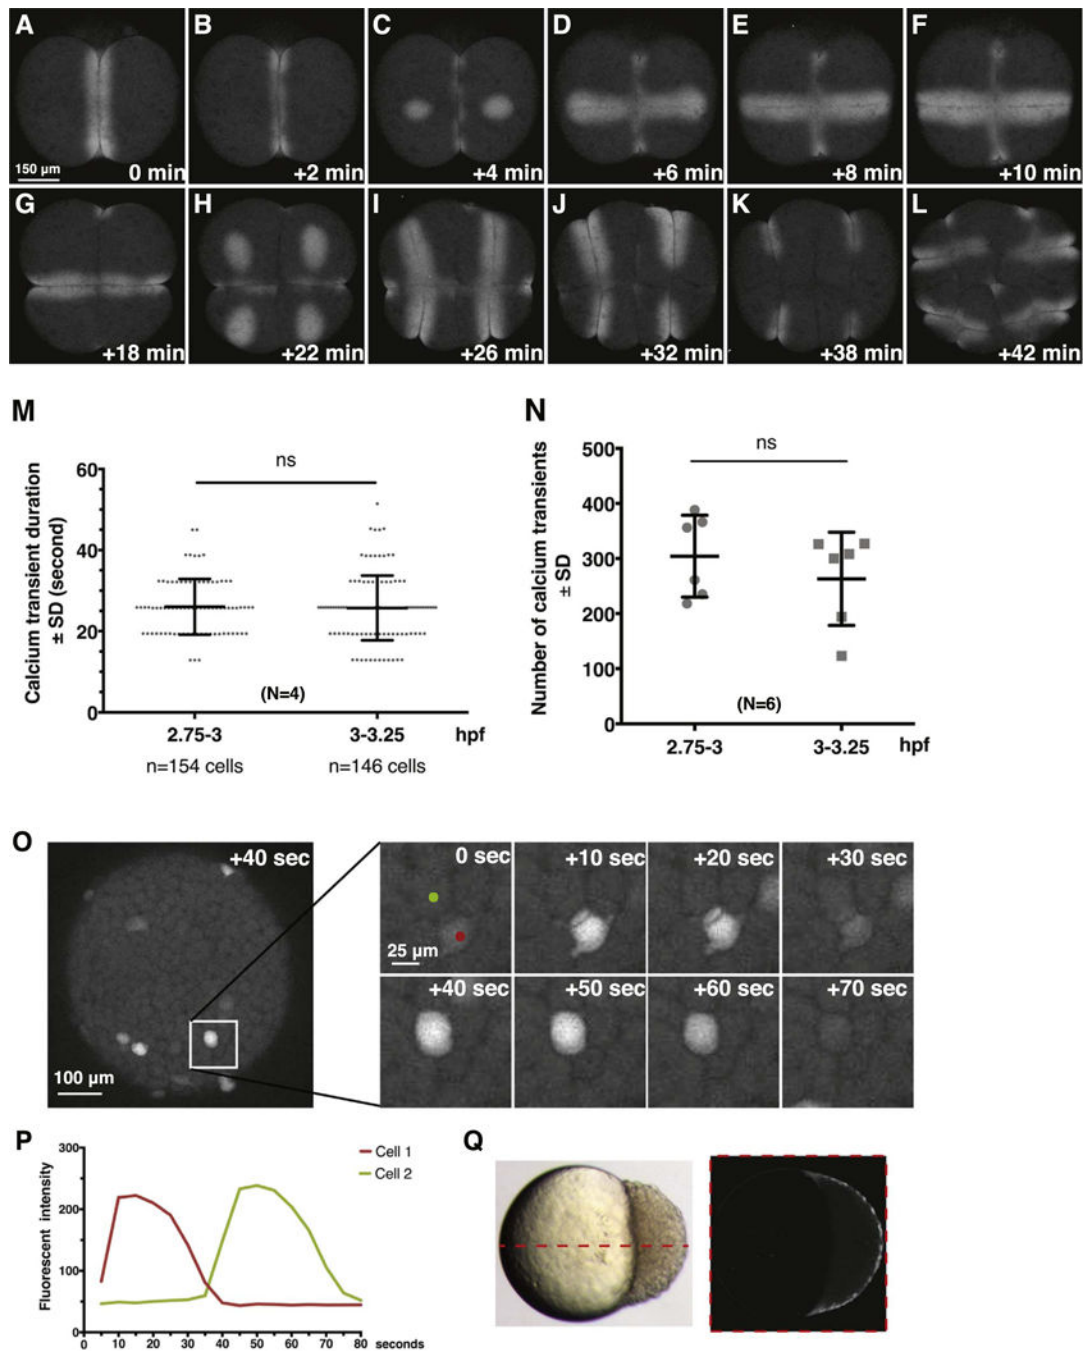 A B C D E F
150 µm
0 min +2 min +4 min +6 min +8 min +10 min
G H I J K L
+18 min +22 min +26 min +32 min +38 min +42 min
M
Calcium transient duration
± SD (second)
60
40
20
0
ns
(N=4)
2.75-3 3-3.25 hpf
n=154 cells n=146 cells
N
Number of calcium transients
± SD
500
400
300
200
100
0
ns
(N=6)
2.75-3 3-3.25 hpf
O
+40 sec
100 µm
0 sec +10 sec +20 sec +30 sec
25 µm
+40 sec +50 sec +60 sec +70 sec
P
Fluorescent intensity
300
200
100
0
10 20 30 40 50 60 70 80 seconds
Cell 1
Cell 2
Q